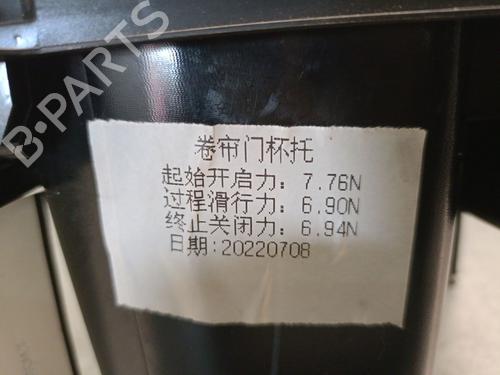 B-PARTS
卷帘门杯托
起始开启力：7.76N
过程滑行力：6.90N
终止关闭力：6.94N
日期：20220708